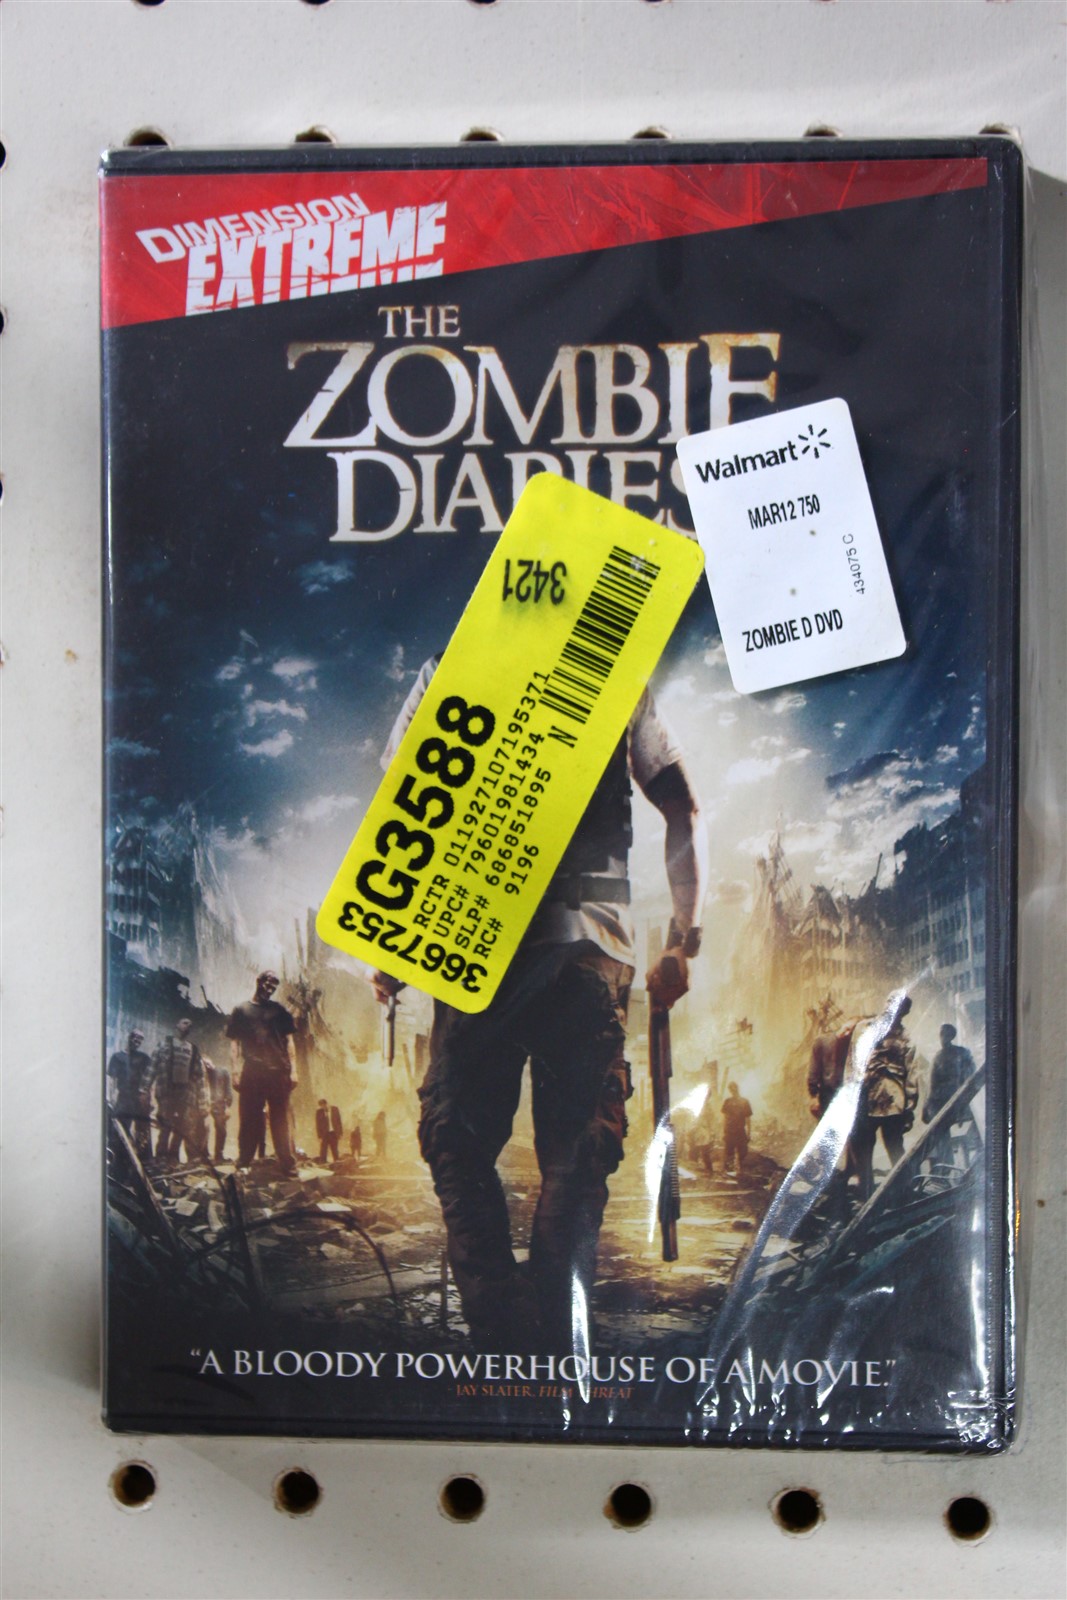 DIMENSION
EXTREME
THE
ZOMBIE
DIARIES
Walmart
MAR12 750
434075 C
ZOMBIE D DVD
3421
N
3667253
G3588
RCTR 011927107195371
UPC# 79601981434
SLP# 686851895
RC# 9196
"A BLOODY POWERHOUSE OF A MOVIE."
- JAY SLATER, FILM THREAT